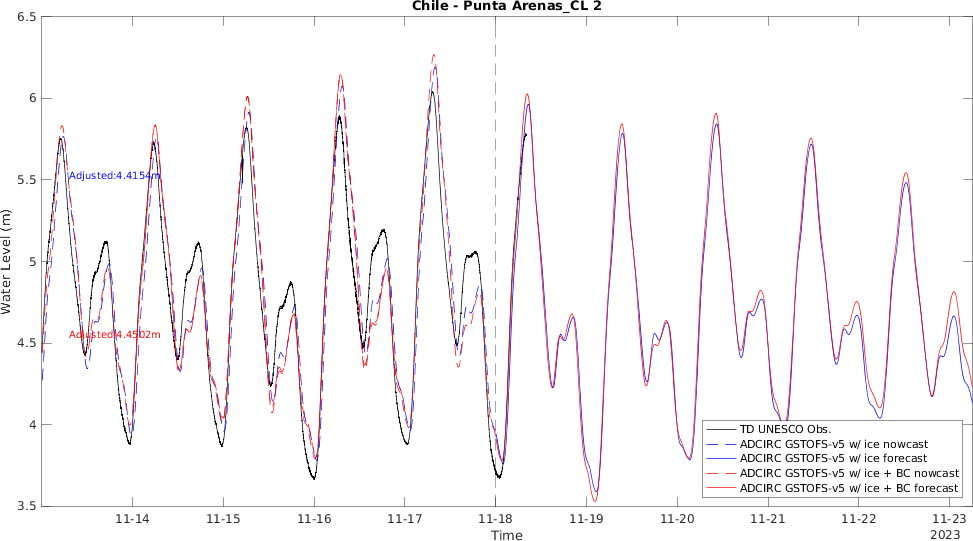 Chile - Punta Arenas_CL 2
6.5
6
5.5
5
4.5
4
3.5
Water Level (m)
Adjusted:4.4154m
Adjusted:4.4502m
TD UNESCO Obs.
ADCIRC GSTOFS-v5 w/ ice nowcast
ADCIRC GSTOFS-v5 w/ ice forecast
ADCIRC GSTOFS-v5 w/ ice + BC nowcast
ADCIRC GSTOFS-v5 w/ ice + BC forecast
11-14 11-15 11-16 11-17 11-18 11-19 11-20 11-21 11-22 11-23
2023
Time